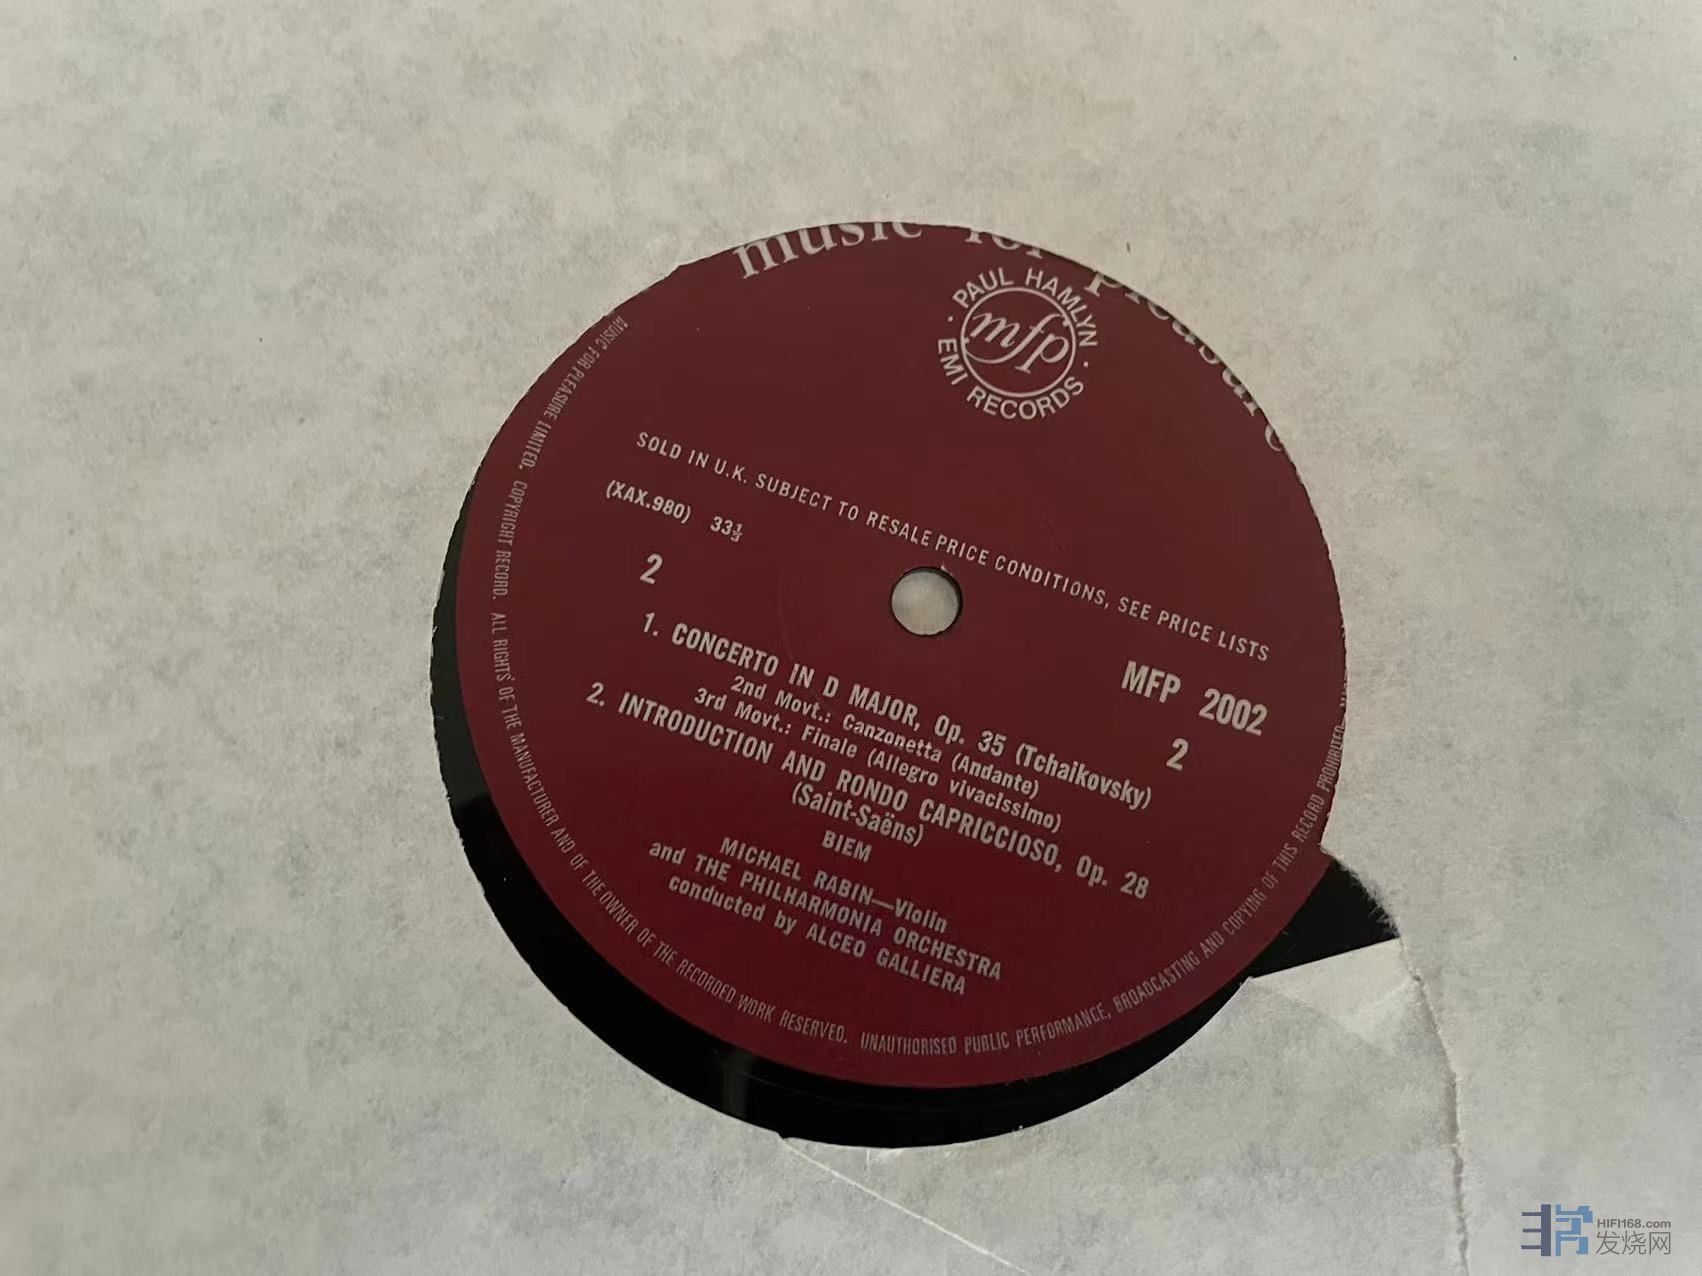 music for pleasure
PAUL HAMLYN
mfp
EMI RECORDS
SOLD IN U.K. SUBJECT TO RESALE PRICE CONDITIONS, SEE PRICE LISTS
(XAX.980) 33⅓
MFP 2002
2
2
1. CONCERTO IN D MAJOR, Op. 35 (Tchaikovsky)
2nd Movt.: Canzonetta (Andante)
3rd Movt.: Finale (Allegro vivacissimo)
2. INTRODUCTION AND RONDO CAPRICCIOSO, Op. 28
(Saint-Saëns)
BIEM
MICHAEL RABIN—Violin
and THE PHILHARMONIA ORCHESTRA
conducted by ALCEO GALLIERA
MUSIC FOR PLEASURE LIMITED. COPYRIGHT RECORD. ALL RIGHTS OF THE MANUFACTURER AND OF THE OWNER OF THE RECORDED WORK RESERVED. UNAUTHORISED PUBLIC PERFORMANCE, BROADCASTING AND COPYING OF THIS RECORD PROHIBITED
HIFI168.com
发烧网